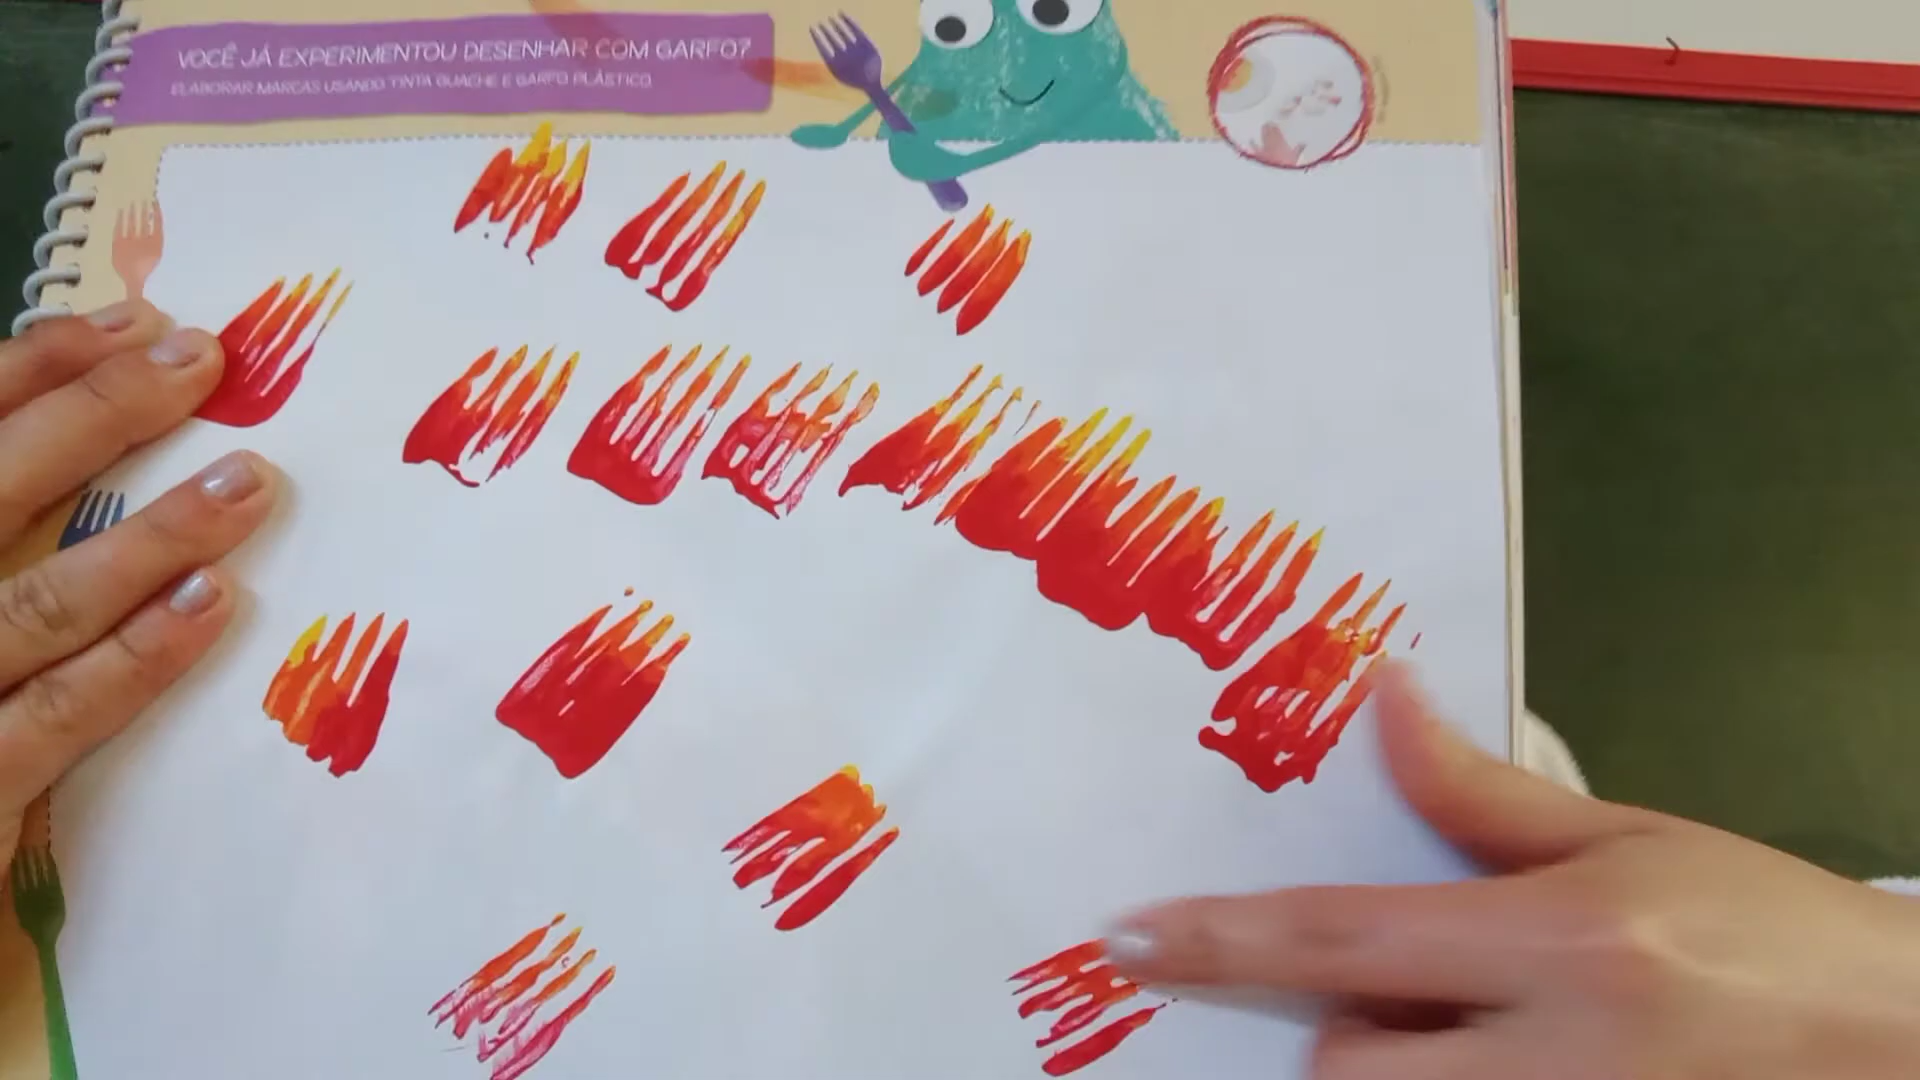 VOCÊ JÁ EXPERIMENTOU DESENHAR COM GARFO?
ELABORAR MARCAS USANDO TINTA GUACHE E GARFO PLÁSTICO.